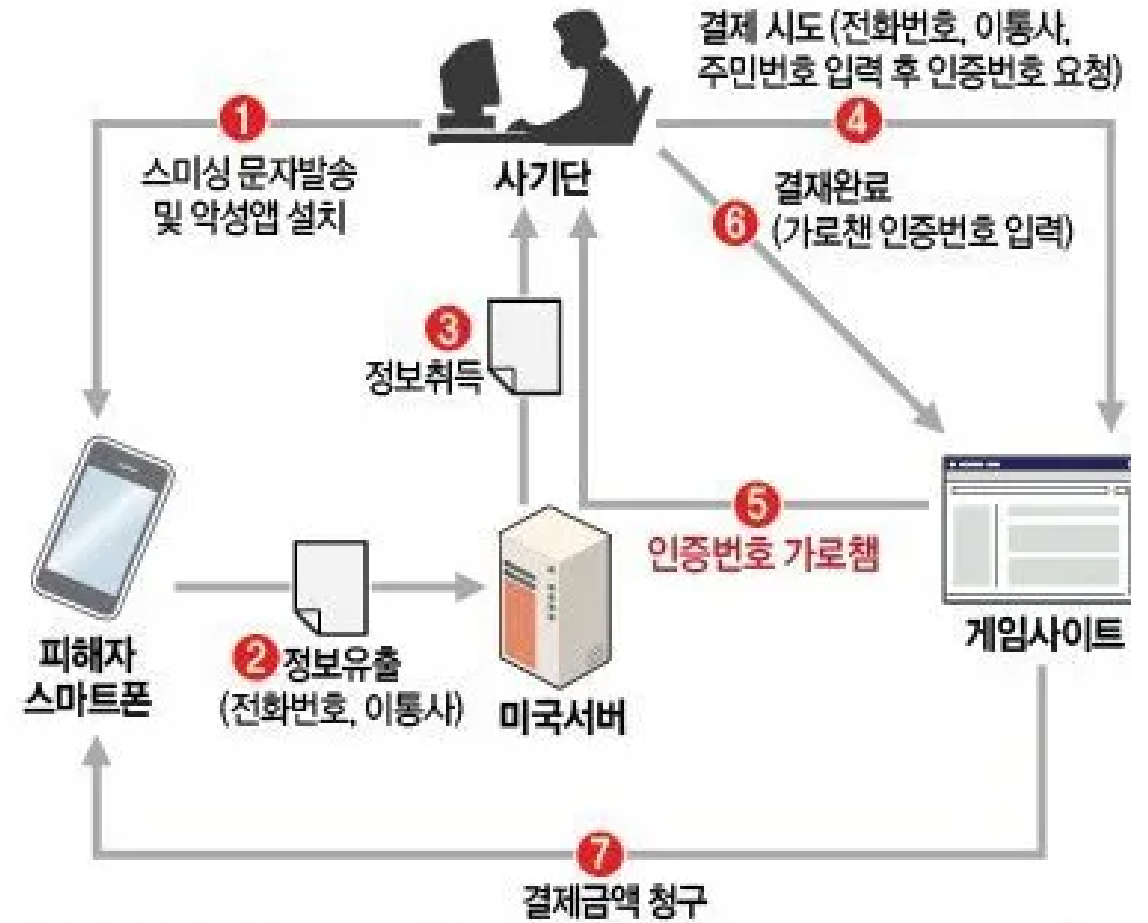 결제 시도 (전화번호, 이통사,
주민번호 입력 후 인증번호 요청)
1
4
스미싱 문자발송
및 악성앱 설치
사기단
6
결재완료
(가로챈 인증번호 입력)
3
정보취득
5
인증번호 가로챔
피해자
스마트폰
2 정보유출
(전화번호, 이통사)
미국서버
게임사이트
7
결제금액 청구